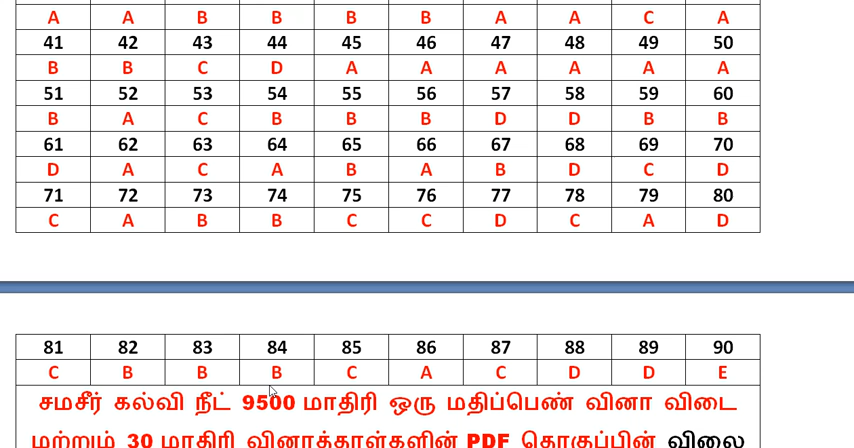 A A B B B B A A C A
41 42 43 44 45 46 47 48 49 50
B B C D A A A A A A
51 52 53 54 55 56 57 58 59 60
B A C B B B D D B B
61 62 63 64 65 66 67 68 69 70
D A C A B A B D C D
71 72 73 74 75 76 77 78 79 80
C A B B C C D C A D
81 82 83 84 85 86 87 88 89 90
C B B B C A C D D E
சமசீர் கல்வி நீட் 9500 மாதிரி ஒரு மதிப்பெண் வினா விடை
மற்றும் 30 மாதிரி வினாத்தாள்களின் PDF தொகுப்பின் விலை